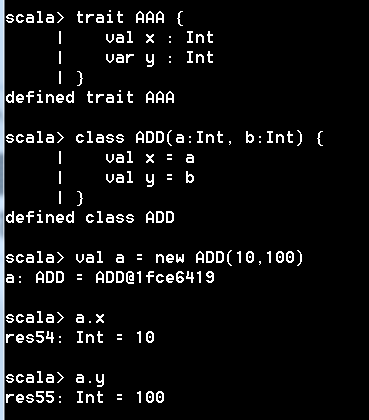 scala> trait AAA {
     |    val x : Int
     |    var y : Int
     | }
defined trait AAA
scala> class ADD(a:Int, b:Int) {
     |    val x = a
     |    val y = b
     | }
defined class ADD
scala> val a = new ADD(10,100)
a: ADD = ADD@1fce6419
scala> a.x
res54: Int = 10
scala> a.y
res55: Int = 100